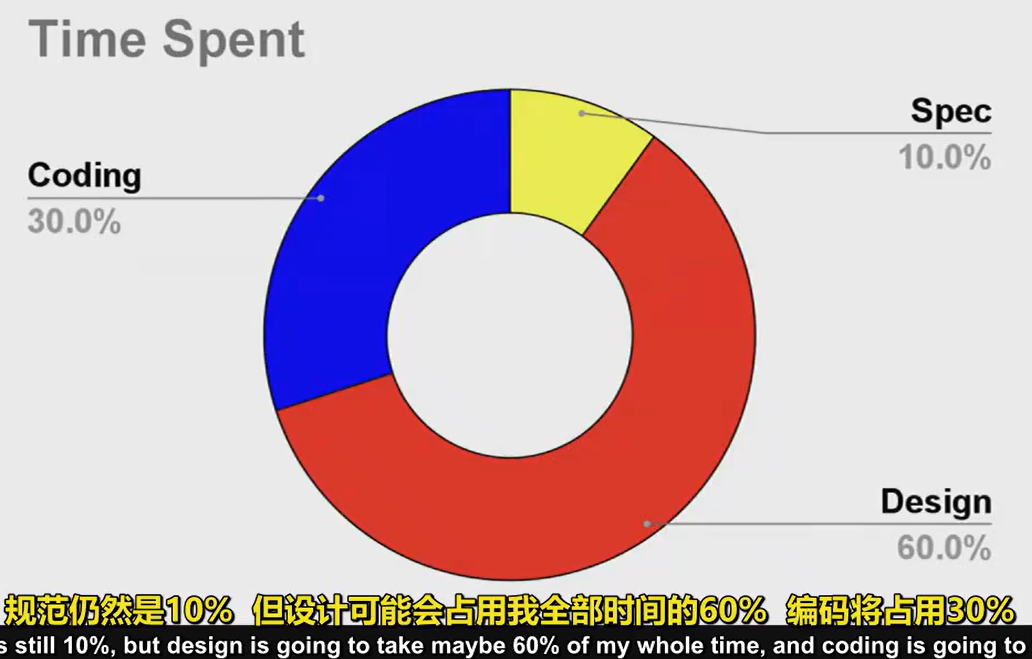 Time Spent
Spec
10.0%
Coding
30.0%
Design
60.0%
规范仍然是10% 但设计可能会占用我全部时间的60% 编码将占用30%
s still 10%, but design is going to take maybe 60% of my whole time, and coding is going to